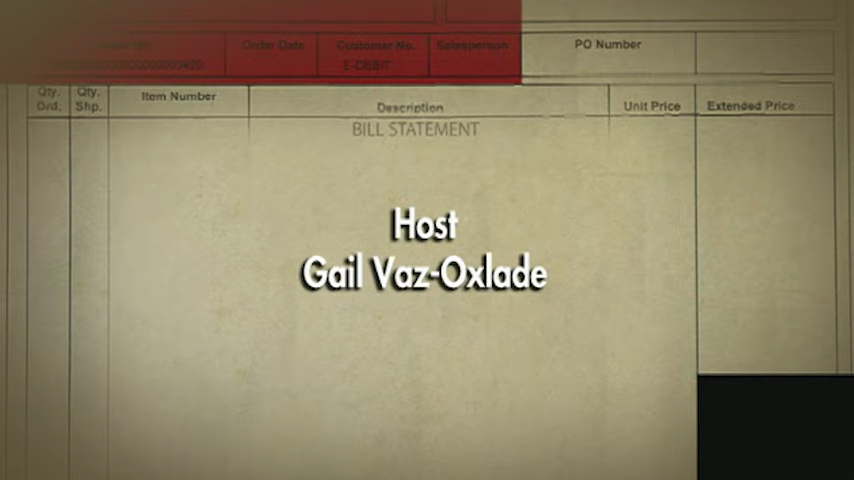 Order Date
Customer No.
Salesperson
PO Number
E-DEBIT
Qty.
Ord.
Qty.
Shp.
Item Number
Description
Unit Price
Extended Price
BILL STATEMENT
Host
Gail Vaz-Oxlade